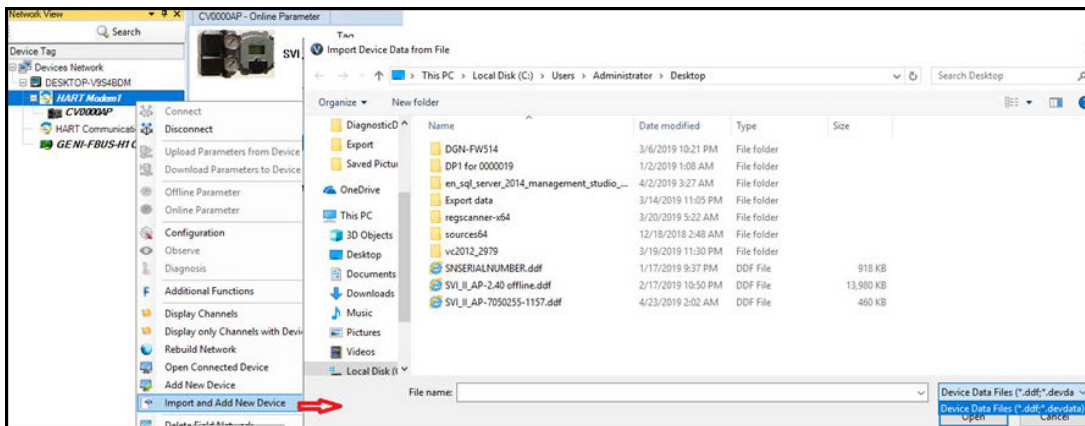 Network View
Search
Device Tag
Devices Network
DESKTOP-V9S4BDM
HART Modem1
CV0000AP
HART Communicati
GENI-FBUS-H1 C
CV0000AP - Online Parameter
Tag
SVI
Connect
Disconnect
Upload Parameters from Device
Download Parameters to Device
Offline Parameter
Online Parameter
Configuration
Observe
Diagnosis
Additional Functions
Display Channels
Display only Channels with Devi
Rebuild Network
Open Connected Device
Add New Device
Import and Add New Device
Delete Field Network
Import Device Data from File
This PC > Local Disk (C:) > Users > Administrator > Desktop
Search Desktop
Organize
New folder
DiagnosticD
Export
Saved Pictu
OneDrive
This PC
3D Objects
Desktop
Documents
Downloads
Music
Pictures
Videos
Local Disk (
Name Date modified Type Size
DGN-FW514 3/6/2019 10:21 PM File folder
DP1 for 0000019 1/2/2019 1:08 AM File folder
en_sql_server_2014_management_studio_... 4/2/2019 3:27 AM File folder
Export data 3/14/2019 11:05 PM File folder
regscanner-x64 3/20/2019 5:22 AM File folder
sources64 12/18/2018 2:48 AM File folder
vc2012_2979 3/19/2019 11:30 PM File folder
SNSERIALNUMBER.ddf 1/17/2019 9:37 PM DDF File 918 KB
SVI_II_AP-2.40 offline.ddf 2/17/2019 10:50 PM DDF File 13,980 KB
SVI_II_AP-7050255-1157.ddf 4/23/2019 2:02 AM DDF File 460 KB
File name:
Device Data Files (*.ddf;*.devda
Device Data Files (*.ddf;*.devdata)
Open Cancel